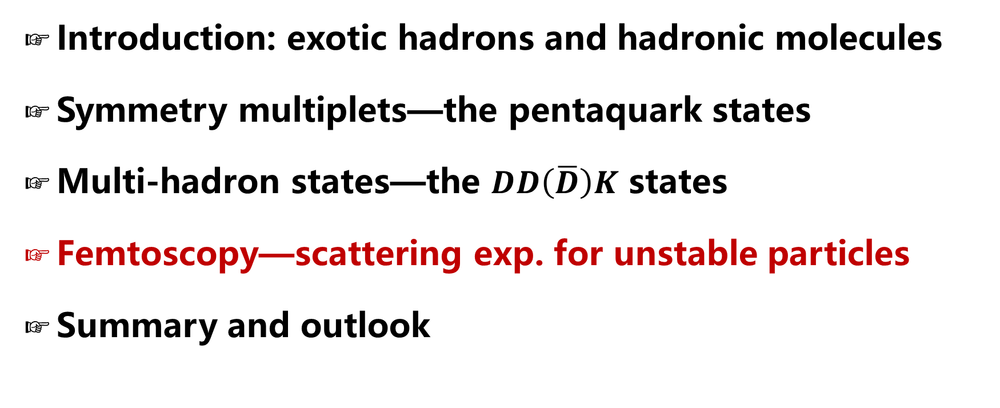 ☞ Introduction: exotic hadrons and hadronic molecules
☞ Symmetry multiplets—the pentaquark states
☞ Multi-hadron states—the DD(D̅)K states
☞ Femtoscopy—scattering exp. for unstable particles
☞ Summary and outlook